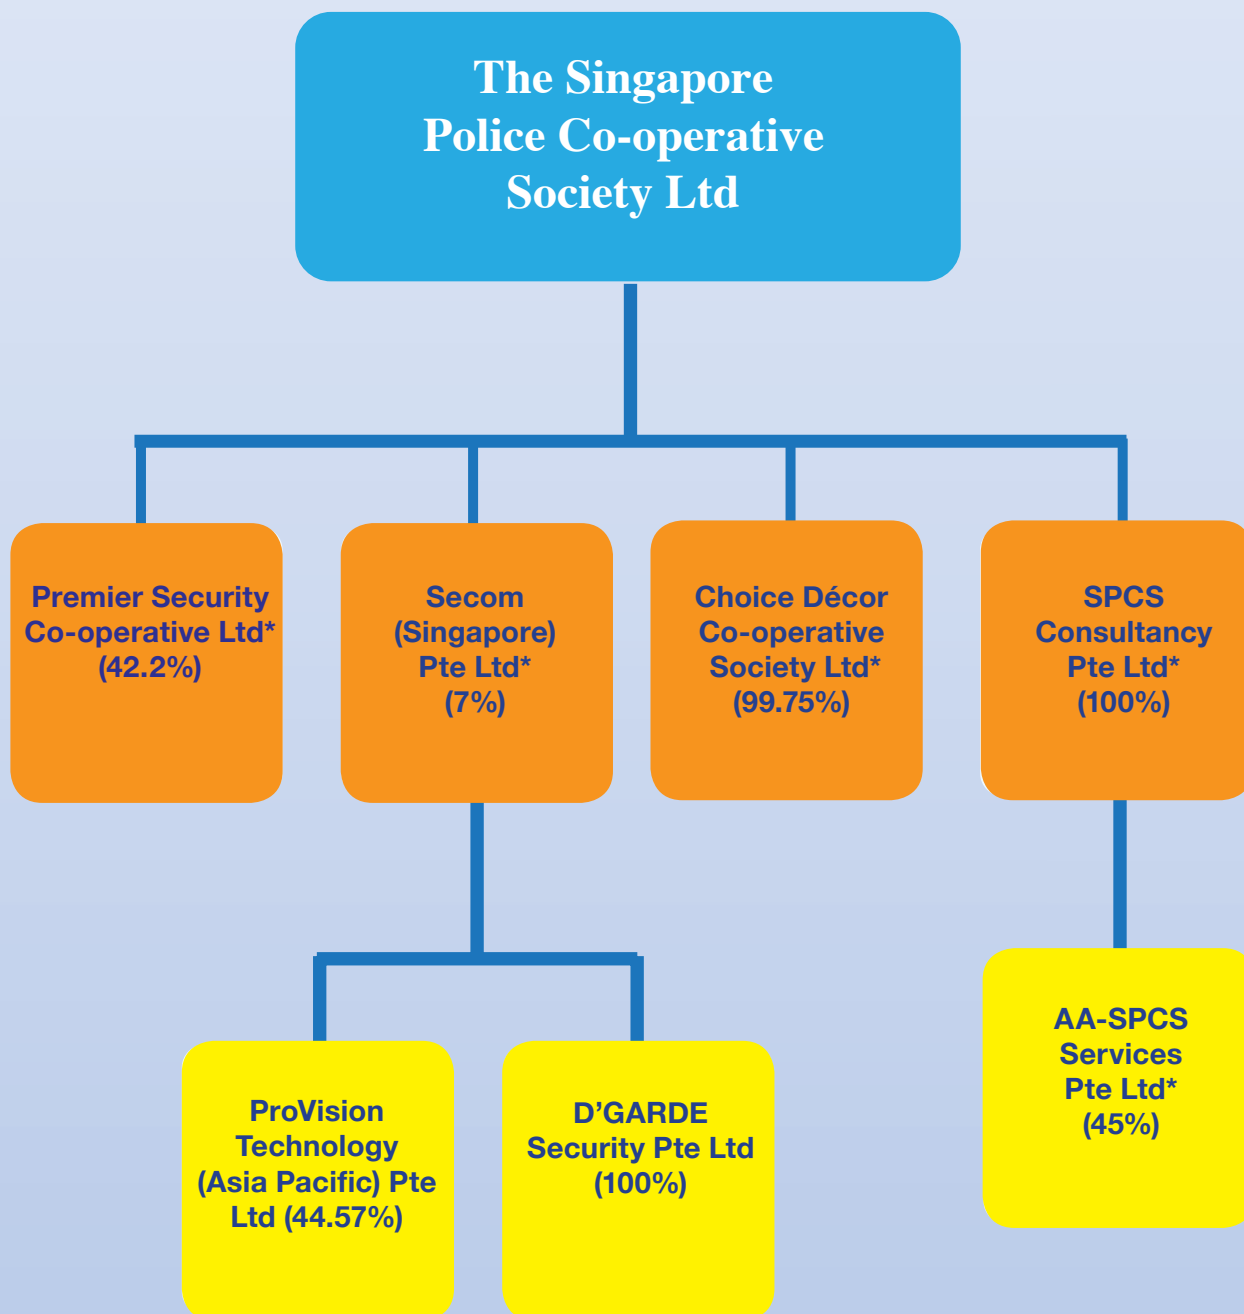 The Singapore
Police Co-operative
Society Ltd
Premier Security
Co-operative Ltd*
(42.2%)
Secom
(Singapore)
Pte Ltd*
(7%)
Choice Décor
Co-operative
Society Ltd*
(99.75%)
SPCS
Consultancy
Pte Ltd*
(100%)
ProVision
Technology
(Asia Pacific) Pte
Ltd (44.57%)
D’GARDE
Security Pte Ltd
(100%)
AA-SPCS
Services
Pte Ltd*
(45%)